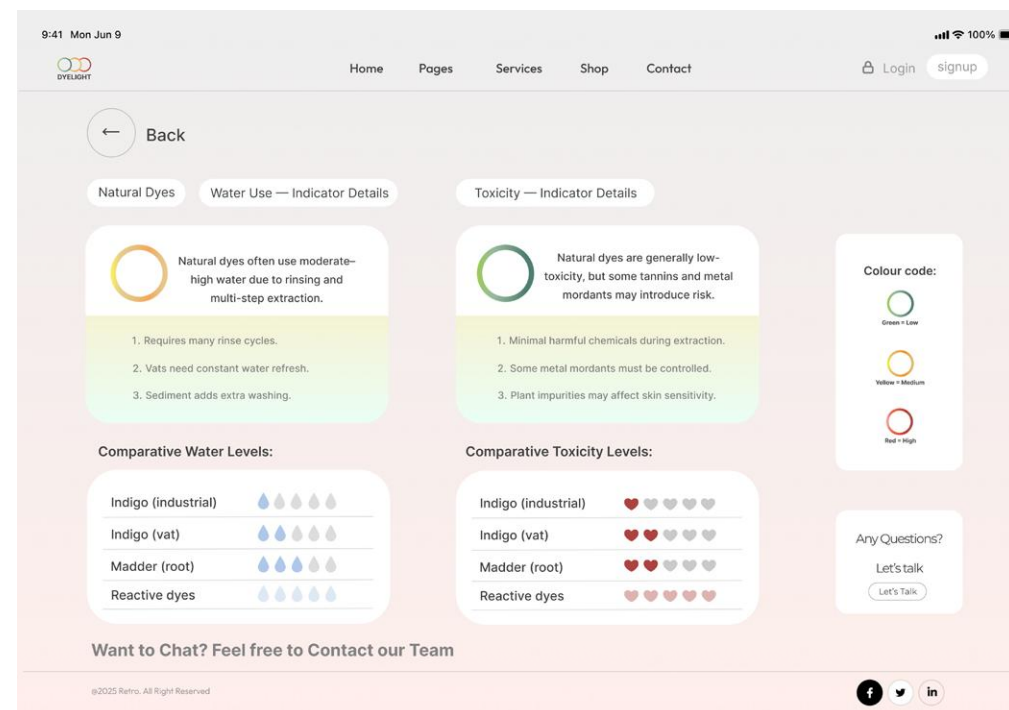 9:41 Mon Jun 9
100%
DYELIGHT
Home Pages Services Shop Contact
Login signup
Back
Natural Dyes
Water Use — Indicator Details
Natural dyes often use moderate–
high water due to rinsing and
multi-step extraction.
1. Requires many rinse cycles.
2. Vats need constant water refresh.
3. Sediment adds extra washing.
Toxicity — Indicator Details
Natural dyes are generally low-
toxicity, but some tannins and metal
mordants may introduce risk.
1. Minimal harmful chemicals during extraction.
2. Some metal mordants must be controlled.
3. Plant impurities may affect skin sensitivity.
Colour code:
Green = Low
Yellow = Medium
Red = High
Comparative Water Levels:
Indigo (industrial)
Indigo (vat)
Madder (root)
Reactive dyes
Comparative Toxicity Levels:
Indigo (industrial)
Indigo (vat)
Madder (root)
Reactive dyes
Any Questions?
Let's talk
Let's Talk
Want to Chat? Feel free to Contact our Team
@2025 Retro. All Right Reserved
f
in